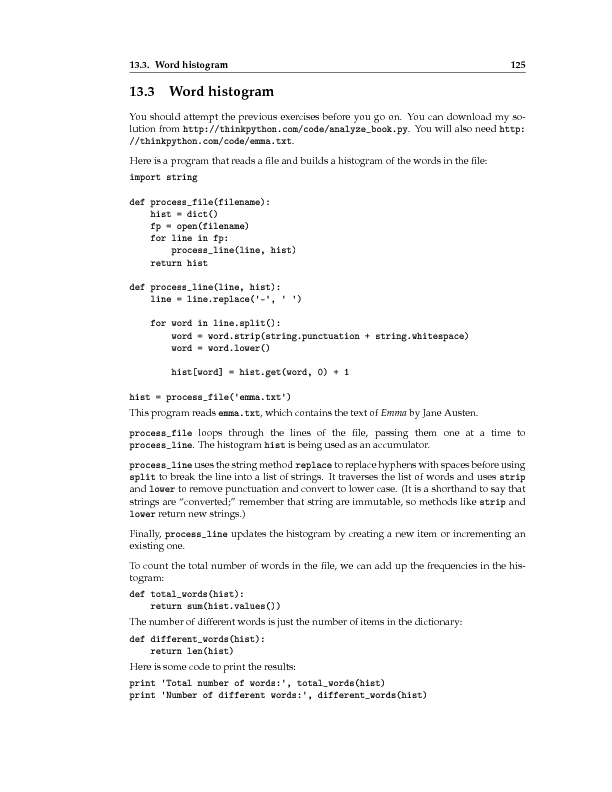 13.3. Word histogram 125
13.3 Word histogram
You should attempt the previous exercises before you go on. You can download my so-
lution from http://thinkpython.com/code/analyze_book.py. You will also need http:
//thinkpython.com/code/emma.txt.
Here is a program that reads a file and builds a histogram of the words in the file:
import string
def process_file(filename):
    hist = dict()
    fp = open(filename)
    for line in fp:
        process_line(line, hist)
    return hist
def process_line(line, hist):
    line = line.replace('-', ' ')
    for word in line.split():
        word = word.strip(string.punctuation + string.whitespace)
        word = word.lower()
        hist[word] = hist.get(word, 0) + 1
hist = process_file('emma.txt')
This program reads emma.txt, which contains the text of Emma by Jane Austen.
process_file loops through the lines of the file, passing them one at a time to
process_line. The histogram hist is being used as an accumulator.
process_line uses the string method replace to replace hyphens with spaces before using
split to break the line into a list of strings. It traverses the list of words and uses strip
and lower to remove punctuation and convert to lower case. (It is a shorthand to say that
strings are “converted;” remember that string are immutable, so methods like strip and
lower return new strings.)
Finally, process_line updates the histogram by creating a new item or incrementing an
existing one.
To count the total number of words in the file, we can add up the frequencies in the his-
togram:
def total_words(hist):
    return sum(hist.values())
The number of different words is just the number of items in the dictionary:
def different_words(hist):
    return len(hist)
Here is some code to print the results:
print 'Total number of words:', total_words(hist)
print 'Number of different words:', different_words(hist)